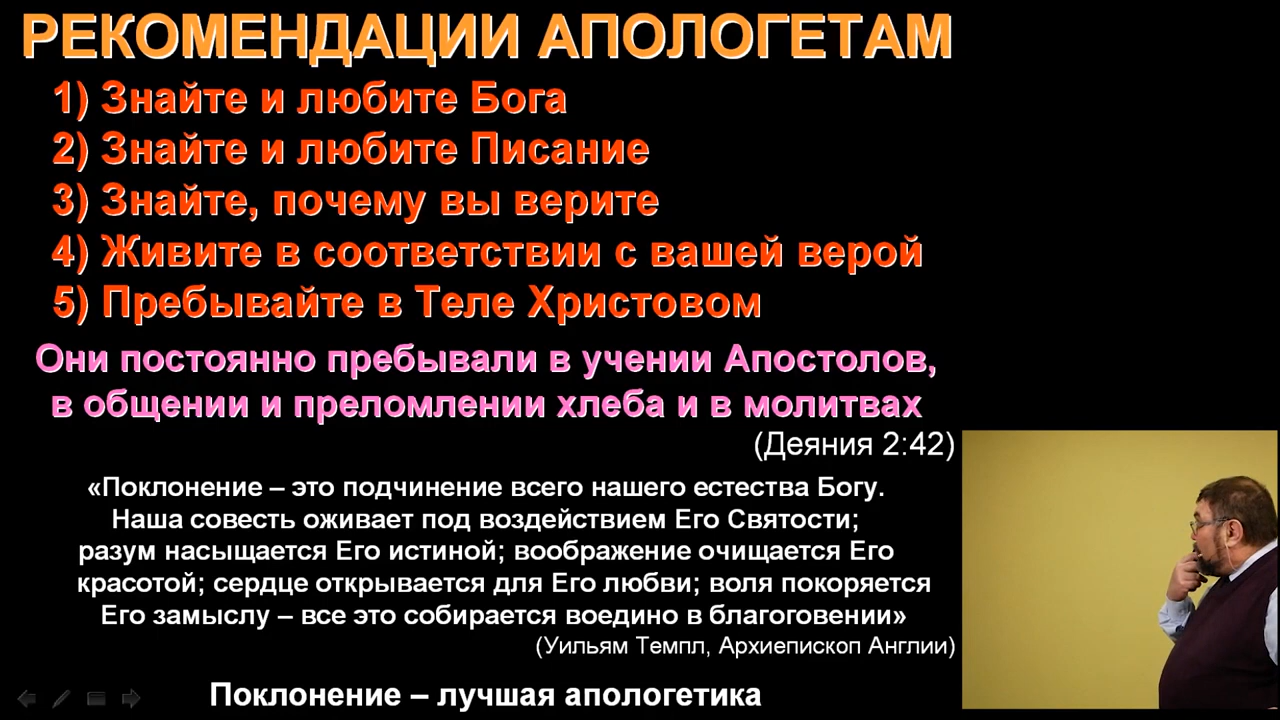 РЕКОМЕНДАЦИИ АПОЛОГЕТАМ
1) Знайте и любите Бога
2) Знайте и любите Писание
3) Знайте, почему вы верите
4) Живите в соответствии с вашей верой
5) Пребывайте в Теле Христовом
Они постоянно пребывали в учении Апостолов,
в общении и преломлении хлеба и в молитвах
(Деяния 2:42)
«Поклонение – это подчинение всего нашего естества Богу.
Наша совесть оживает под воздействием Его Святости;
разум насыщается Его истиной; воображение очищается Его
красотой; сердце открывается для Его любви; воля покоряется
Его замыслу – все это собирается воедино в благоговении»
(Уильям Темпл, Архиепископ Англии)
Поклонение – лучшая апологетика